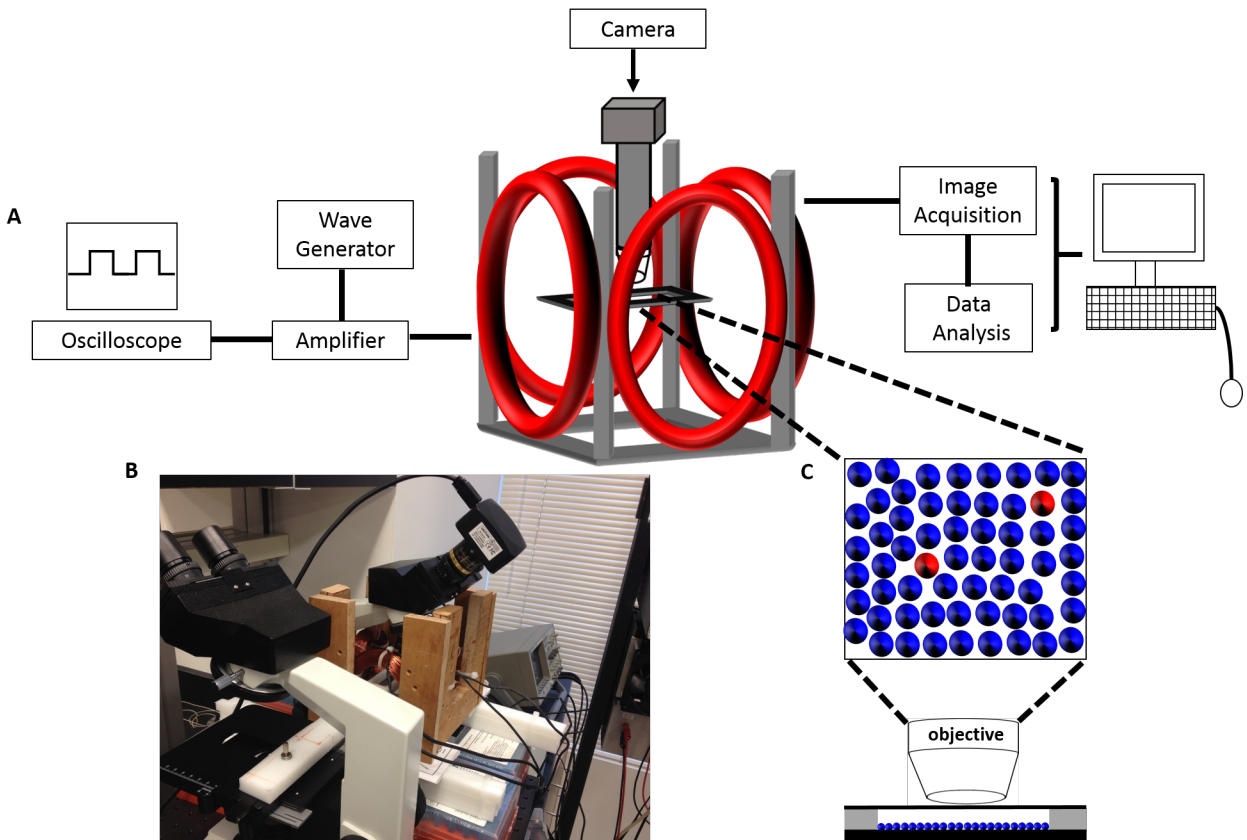 Camera
A
Wave
Generator
Oscilloscope
Amplifier
Image
Acquisition
Data
Analysis
B
C
objective